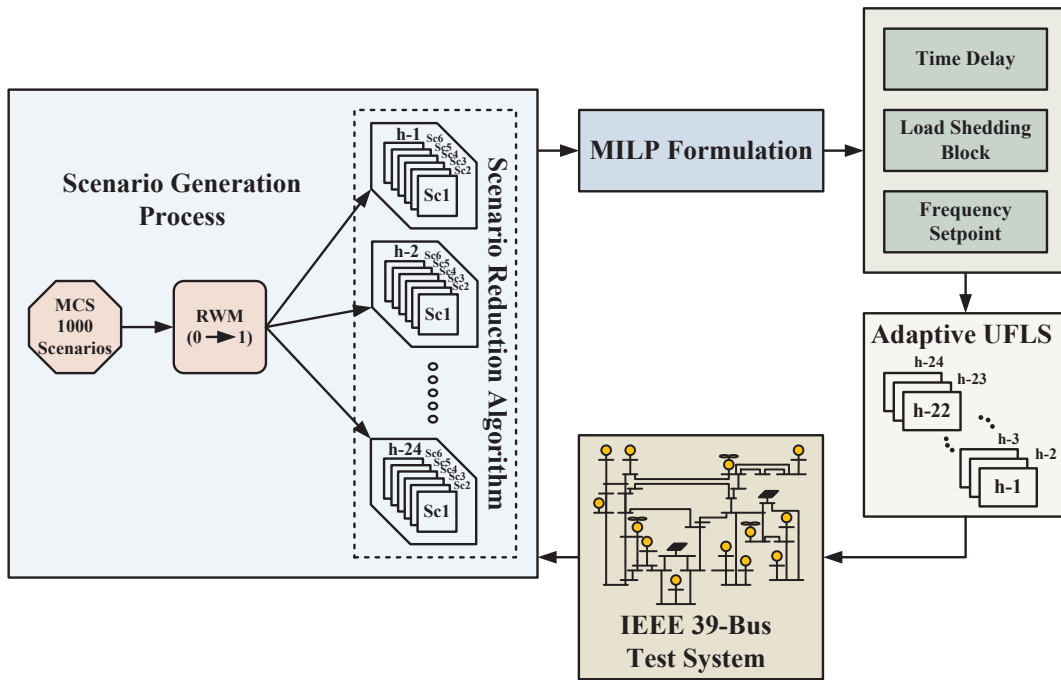 Scenario Generation
Process
MCS
1000
Scenarios
RWM
(0 → 1)
h-1
Sc6
Sc5
Sc4
Sc3
Sc2
Sc1
h-2
Sc6
Sc5
Sc4
Sc3
Sc2
Sc1
h-24
Sc6
Sc5
Sc4
Sc3
Sc2
Sc1
Scenario Reduction Algorithm
MILP Formulation
Time Delay
Load Shedding
Block
Frequency
Setpoint
Adaptive UFLS
h-24
h-23
h-22
h-3
h-2
h-1
IEEE 39-Bus
Test System